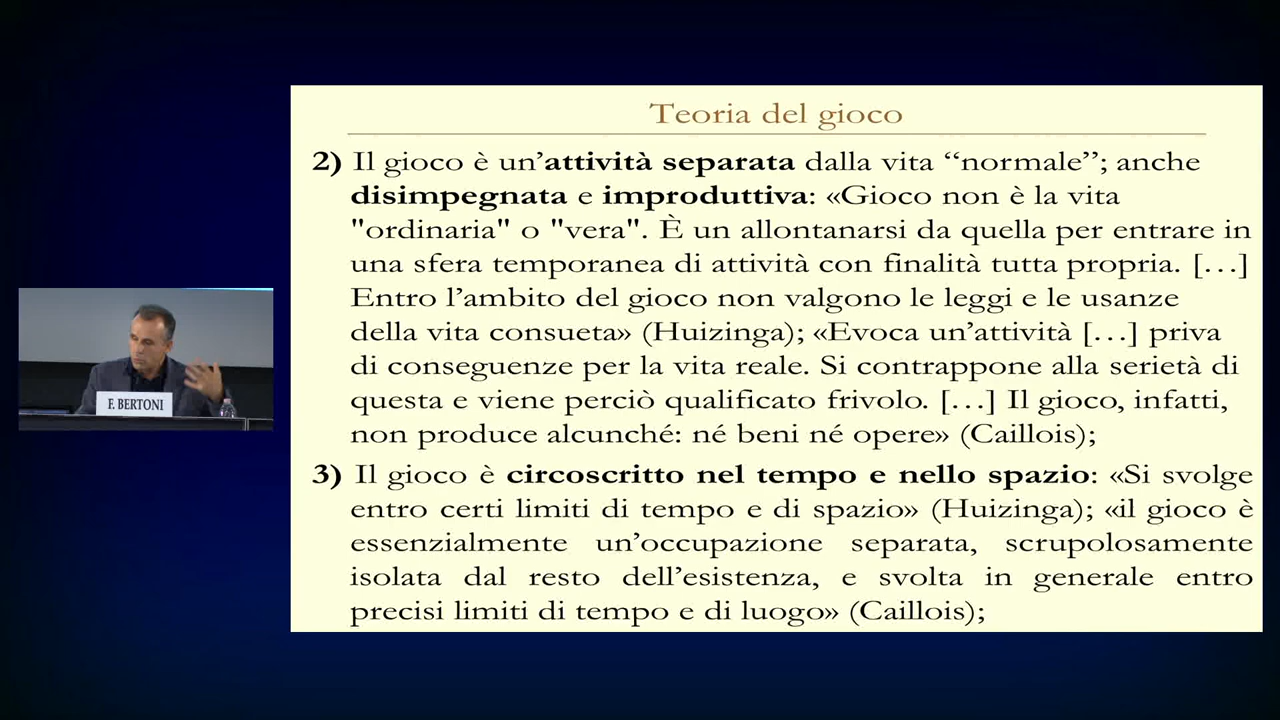 Teoria del gioco
2) Il gioco è un’attività separata dalla vita “normale”; anche
disimpegnata e improduttiva: «Gioco non è la vita
"ordinaria" o "vera". È un allontanarsi da quella per entrare in
una sfera temporanea di attività con finalità tutta propria. […]
Entro l’ambito del gioco non valgono le leggi e le usanze
della vita consueta» (Huizinga); «Evoca un’attività […] priva
di conseguenze per la vita reale. Si contrappone alla serietà di
questa e viene perciò qualificato frivolo. […] Il gioco, infatti,
non produce alcunché: né beni né opere» (Caillois);
3) Il gioco è circoscritto nel tempo e nello spazio: «Si svolge
entro certi limiti di tempo e di spazio» (Huizinga); «il gioco è
essenzialmente un’occupazione separata, scrupolosamente
isolata dal resto dell’esistenza, e svolta in generale entro
precisi limiti di tempo e di luogo» (Caillois);
F. BERTONI